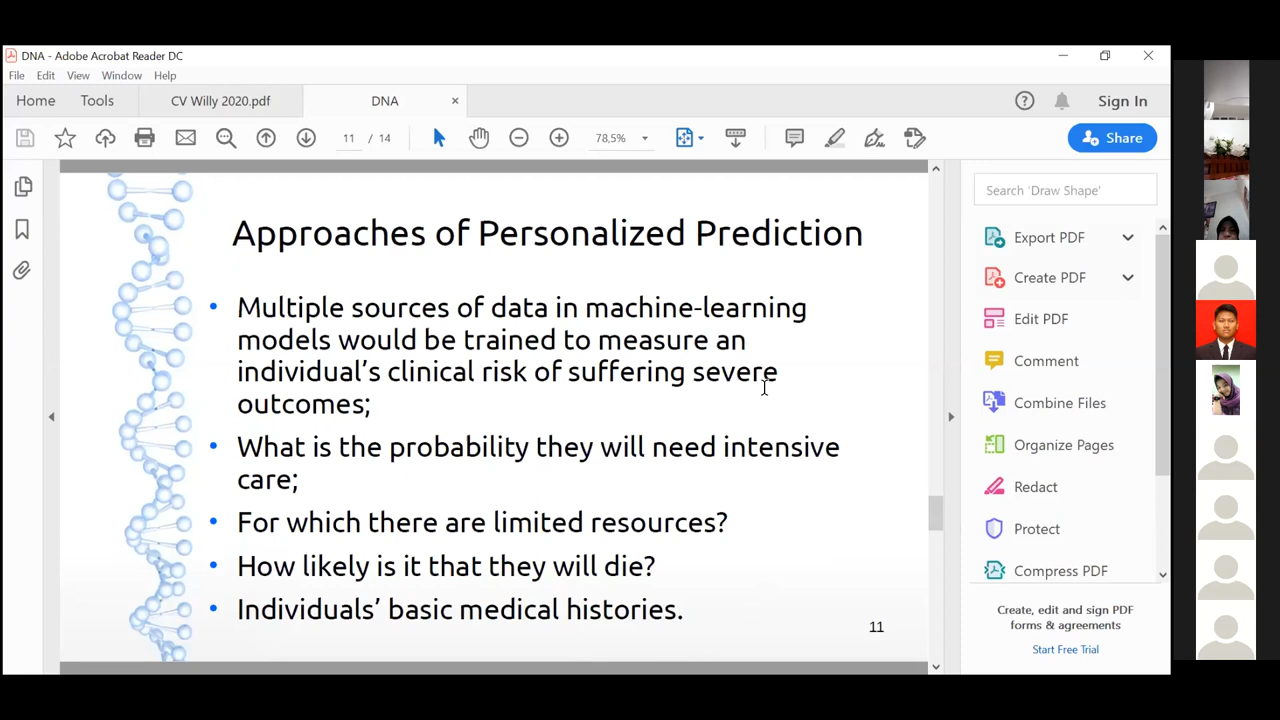 DNA - Adobe Acrobat Reader DC
File Edit View Window Help
Home Tools CV Willy 2020.pdf DNA × Sign In
11 / 14 78,5% Share
Approaches of Personalized Prediction
• Multiple sources of data in machine-learning
models would be trained to measure an
individual’s clinical risk of suffering severe
outcomes;
• What is the probability they will need intensive
care;
• For which there are limited resources?
• How likely is it that they will die?
• Individuals’ basic medical histories.
11
Search 'Draw Shape'
Export PDF
Create PDF
Edit PDF
Comment
Combine Files
Organize Pages
Redact
Protect
Compress PDF
Create, edit and sign PDF
forms & agreements
Start Free Trial